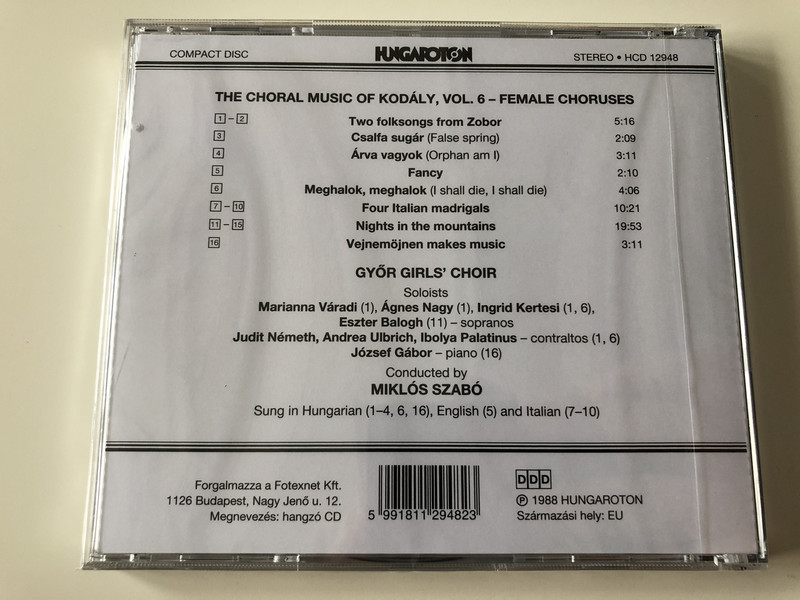 COMPACT DISC HUNGAROTON STEREO • HCD 12948
THE CHORAL MUSIC OF KODÁLY, VOL. 6 – FEMALE CHORUSES
1 – 2 Two folksongs from Zobor 5:16
3 Csalfa sugár (False spring) 2:09
4 Árva vagyok (Orphan am I) 3:11
5 Fancy 2:10
6 Meghalok, meghalok (I shall die, I shall die) 4:06
7 – 10 Four Italian madrigals 10:21
11 – 15 Nights in the mountains 19:53
16 Vejnemöjnen makes music 3:11
GYŐR GIRLS' CHOIR
Soloists
Marianna Váradi (1), Ágnes Nagy (1), Ingrid Kertesi (1, 6),
Eszter Balogh (11) – sopranos
Judit Németh, Andrea Ulbrich, Ibolya Palatinus – contraltos (1, 6)
József Gábor – piano (16)
Conducted by
MIKLÓS SZABÓ
Sung in Hungarian (1–4, 6, 16), English (5) and Italian (7–10)
Forgalmazza a Fotexnet Kft.
1126 Budapest, Nagy Jenő u. 12.
Megnevezés: hangzó CD
5 991811 294823
DDD
℗ 1988 HUNGAROTON
Származási hely: EU